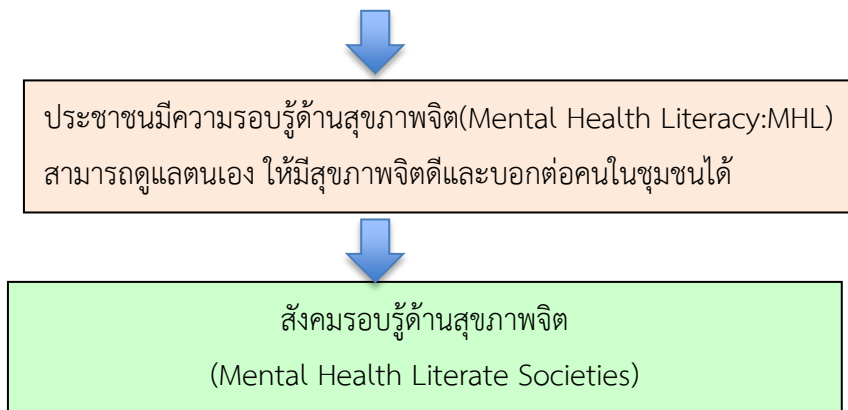 ประชาชนมีความรอบรู้ด้านสุขภาพจิต(Mental Health Literacy:MHL)
สามารถดูแลตนเอง ให้มีสุขภาพจิตดีและบอกต่อคนในชุมชนได้
สังคมรอบรู้ด้านสุขภาพจิต
(Mental Health Literate Societies)